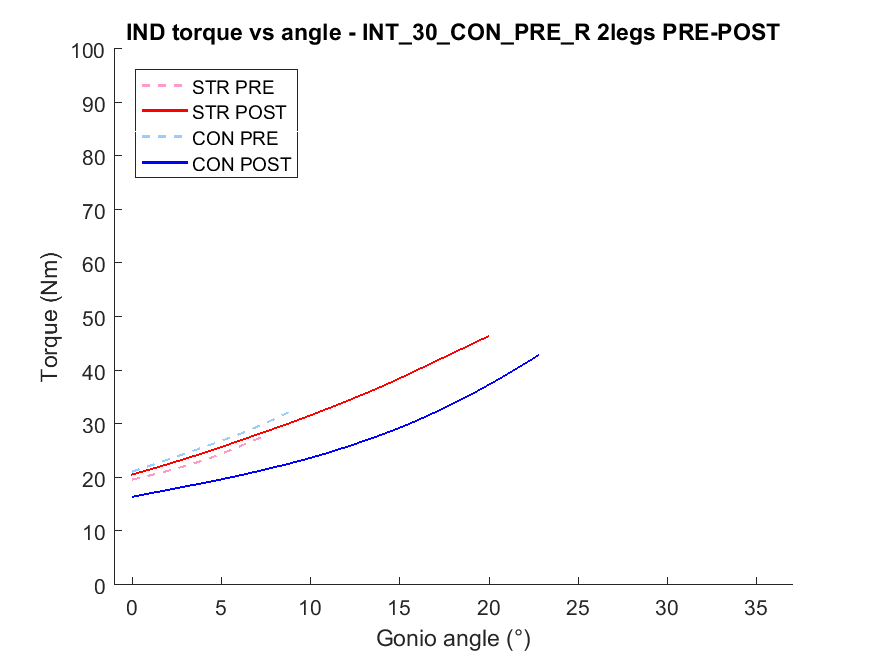 IND torque vs angle - INT_30_CON_PRE_R 2legs PRE-POST
100
90
80
70
60
50
40
30
20
10
0
Torque (Nm)
STR PRE
STR POST
CON PRE
CON POST
0 5 10 15 20 25 30 35
Gonio angle (°)